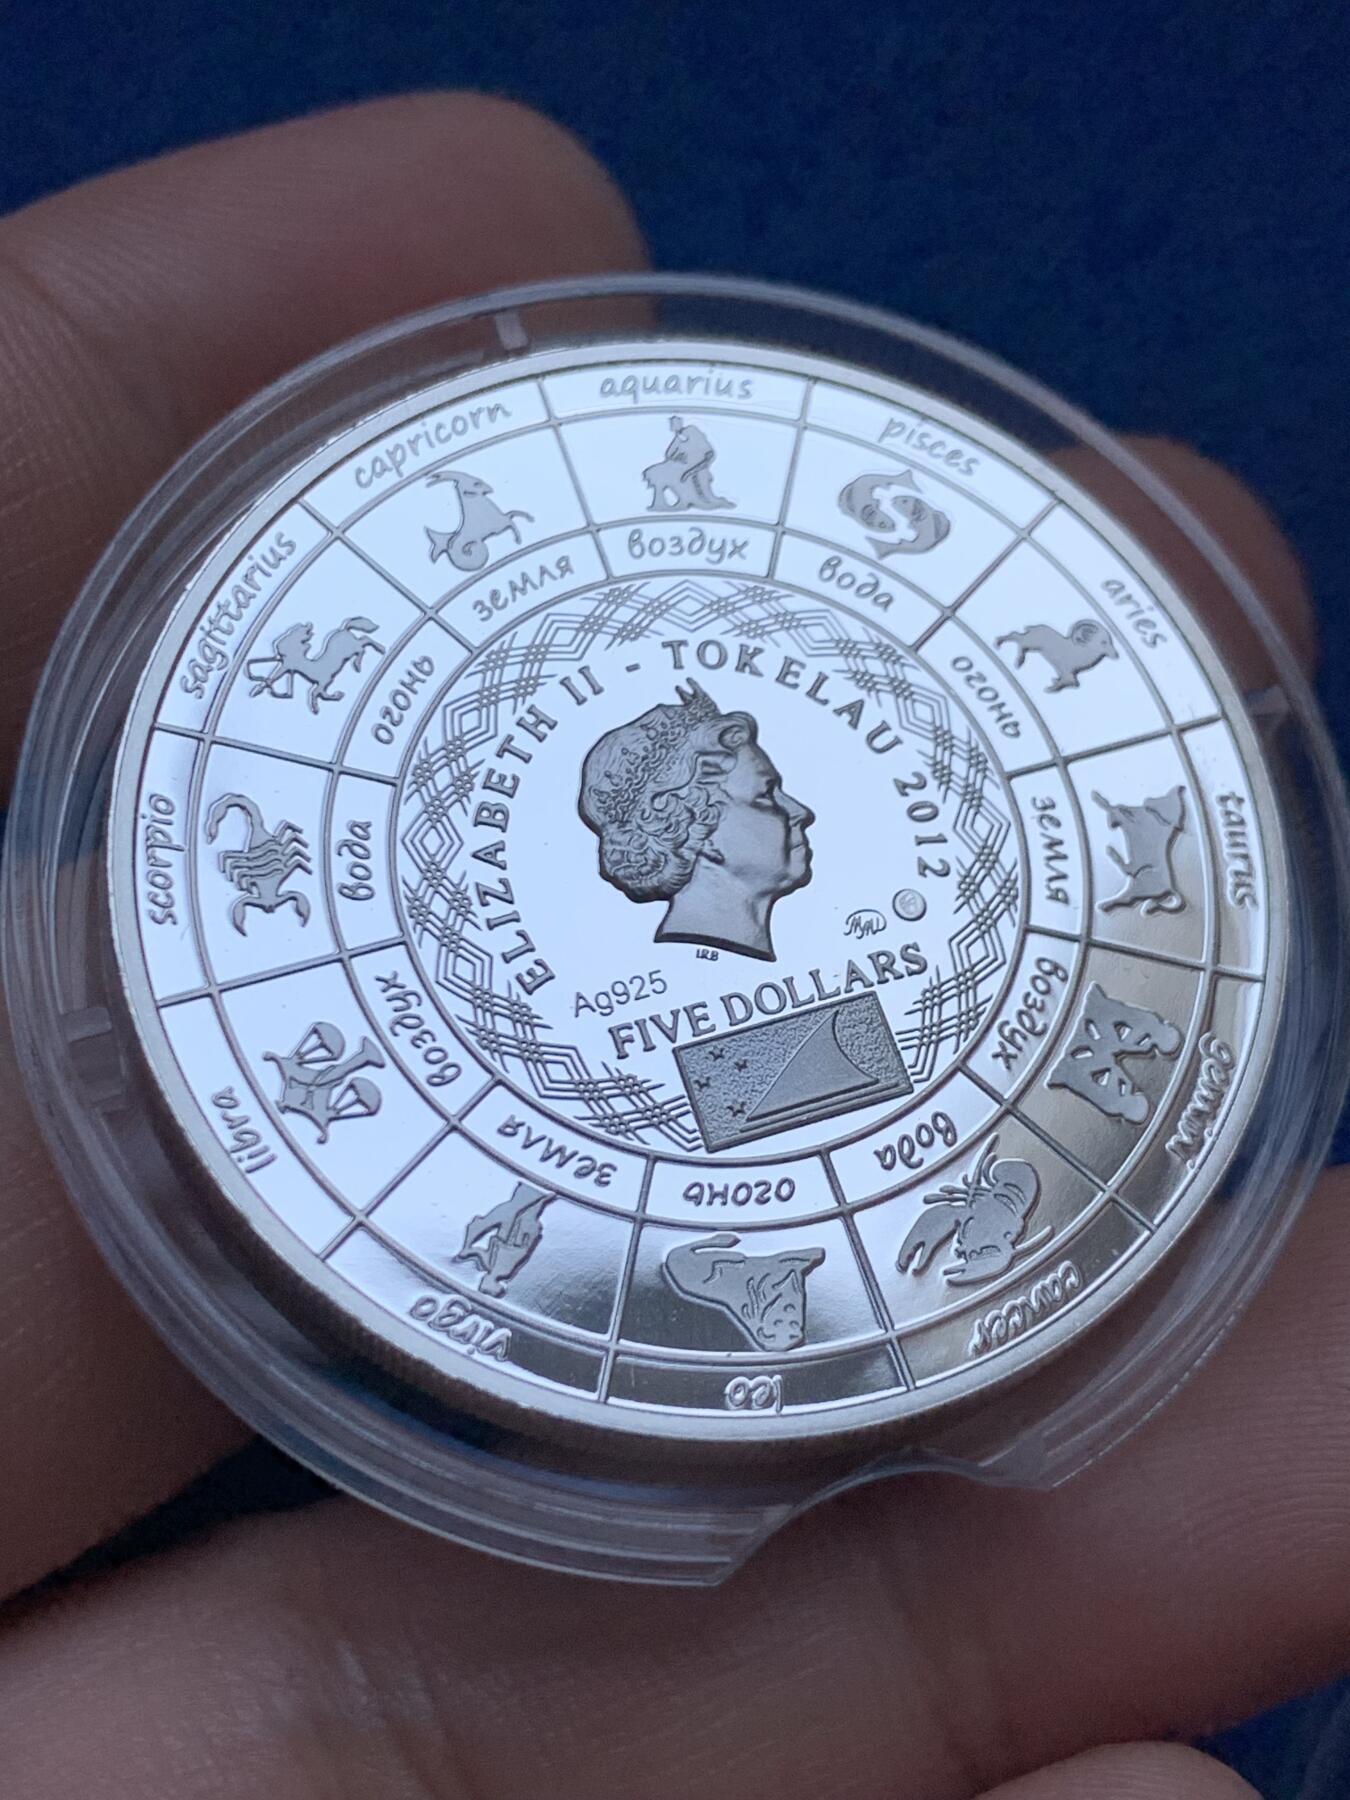 ELIZABETH II - TOKELAU 2012
IRB
Ag925
FIVE DOLLARS
aquarius
воздух
pisces
вода
aries
огонь
taurus
земля
gemini
воздух
cancer
вода
leo
огонь
virgo
земля
libra
воздух
scorpio
вода
sagittarius
огонь
capricorn
земля